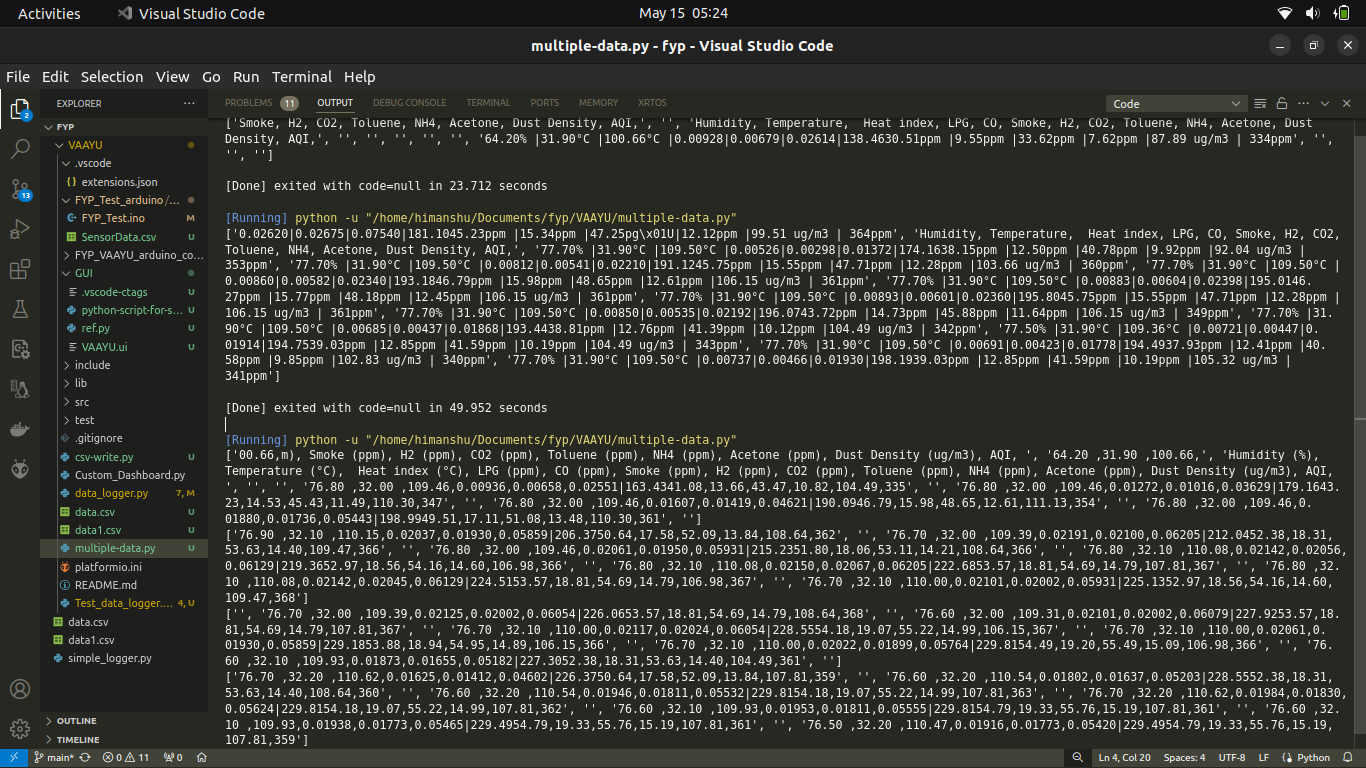 Activities
Visual Studio Code
May 15 05:24
multiple-data.py - fyp - Visual Studio Code
File Edit Selection View Go Run Terminal Help
EXPLORER
FYP
VAAYU
.vscode
extensions.json
FYP_Test_arduino/...
FYP_Test.ino M
SensorData.csv U
FYP_VAAYU_arduino_co...
GUI
.vscode-ctags U
python-script-for-s... U
ref.py U
VAAYU.ui U
include
lib
src
test
.gitignore
csv-write.py U
Custom_Dashboard.py
data_logger.py 7, M
data.csv U
data1.csv U
multiple-data.py U
platformio.ini
README.md
Test_data_logger.... 4, U
data.csv
data1.csv
simple_logger.py
OUTLINE
TIMELINE
2
13
PROBLEMS 11 OUTPUT DEBUG CONSOLE TERMINAL PORTS MEMORY XRTOS
Code
['Smoke, H2, CO2, Toluene, NH4, Acetone, Dust Density, AQI,', '', 'Humidity, Temperature,  Heat index, LPG, CO, Smoke, H2, CO2, Toluene, NH4, Acetone, Dust
Density, AQI,', '', '', '', '', '', '64.20% |31.90°C |100.66°C |0.00928|0.00679|0.02614|138.4630.51ppm |9.55ppm |33.62ppm |7.62ppm |87.89 ug/m3 | 334ppm', '',
'', '']
[Done] exited with code=null in 23.712 seconds
[Running] python -u "/home/himanshu/Documents/fyp/VAAYU/multiple-data.py"
['0.02620|0.02675|0.07540|181.1045.23ppm |15.34ppm |47.25pg\x01U|12.12ppm |99.51 ug/m3 | 364ppm', 'Humidity, Temperature,  Heat index, LPG, CO, Smoke, H2, CO2,
Toluene, NH4, Acetone, Dust Density, AQI,', '77.70% |31.90°C |109.50°C |0.00526|0.00298|0.01372|174.1638.15ppm |12.50ppm |40.78ppm |9.92ppm |92.04 ug/m3 |
353ppm', '77.70% |31.90°C |109.50°C |0.00812|0.00541|0.02210|191.1245.75ppm |15.55ppm |47.71ppm |12.28ppm |103.66 ug/m3 | 360ppm', '77.70% |31.90°C |109.50°C |
0.00860|0.00582|0.02340|193.1846.79ppm |15.98ppm |48.65ppm |12.61ppm |106.15 ug/m3 | 361ppm', '77.70% |31.90°C |109.50°C |0.00883|0.00604|0.02398|195.0146.
27ppm |15.77ppm |48.18ppm |12.45ppm |106.15 ug/m3 | 361ppm', '77.70% |31.90°C |109.50°C |0.00893|0.00601|0.02360|195.8045.75ppm |15.55ppm |47.71ppm |12.28ppm |
106.15 ug/m3 | 361ppm', '77.70% |31.90°C |109.50°C |0.00850|0.00535|0.02192|196.0743.72ppm |14.73ppm |45.88ppm |11.64ppm |106.15 ug/m3 | 349ppm', '77.70% |31.
90°C |109.50°C |0.00685|0.00437|0.01868|193.4438.81ppm |12.76ppm |41.39ppm |10.12ppm |104.49 ug/m3 | 342ppm', '77.50% |31.90°C |109.36°C |0.00721|0.00447|0.
01914|194.7539.03ppm |12.85ppm |41.59ppm |10.19ppm |104.49 ug/m3 | 343ppm', '77.70% |31.90°C |109.50°C |0.00691|0.00423|0.01778|194.4937.93ppm |12.41ppm |40.
58ppm |9.85ppm |102.83 ug/m3 | 340ppm', '77.70% |31.90°C |109.50°C |0.00737|0.00466|0.01930|198.1939.03ppm |12.85ppm |41.59ppm |10.19ppm |105.32 ug/m3 |
341ppm']
[Done] exited with code=null in 49.952 seconds
[Running] python -u "/home/himanshu/Documents/fyp/VAAYU/multiple-data.py"
['00.66,m), Smoke (ppm), H2 (ppm), CO2 (ppm), Toluene (ppm), NH4 (ppm), Acetone (ppm), Dust Density (ug/m3), AQI, ', '64.20 ,31.90 ,100.66,', 'Humidity (%),
Temperature (°C),  Heat index (°C), LPG (ppm), CO (ppm), Smoke (ppm), H2 (ppm), CO2 (ppm), Toluene (ppm), NH4 (ppm), Acetone (ppm), Dust Density (ug/m3), AQI,
', '', '', '76.80 ,32.00 ,109.46,0.00936,0.00658,0.02551|163.4341.08,13.66,43.47,10.82,104.49,335', '', '76.80 ,32.00 ,109.46,0.01272,0.01016,0.03629|179.1643.
23,14.53,45.43,11.49,110.30,347' '', '76.80 ,32.00 ,109.46,0.01607,0.01419,0.04621|190.0946.79,15.98,48.65,12.61,111.13,354', '', '76.80 ,32.00 ,109.46,0.
01880,0.01736,0.05443|198.9949.51,17.11,51.08,13.48,110.30,361', '']
['76.90 ,32.10 ,110.15,0.02037,0.01930,0.05859|206.3750.64,17.58,52.09,13.84,108.64,362', '', '76.70 ,32.00 ,109.39,0.02191,0.02100,0.06205|212.0452.38,18.31,
53.63,14.40,109.47,366', '', '76.80 ,32.00 ,109.46,0.02061,0.01950,0.05931|215.2351.80,18.06,53.11,14.21,108.64,366', '', '76.80 ,32.10 ,110.08,0.02142,0.02056,
0.06129|219.3652.97,18.56,54.16,14.60,106.98,366', '', '76.80 ,32.10 ,110.08,0.02150,0.02067,0.06205|222.6853.57,18.81,54.69,14.79,107.81,367', '', '76.80 ,32.
10 ,110.08,0.02142,0.02045,0.06129|224.5153.57,18.81,54.69,14.79,106.98,367', '', '76.70 ,32.10 ,110.00,0.02101,0.02002,0.05931|225.1352.97,18.56,54.16,14.60,
109.47,368']
['', '76.70 ,32.00 ,109.39,0.02125,0.02002,0.06054|226.0653.57,18.81,54.69,14.79,108.64,368', '', '76.60 ,32.00 ,109.31,0.02101,0.02002,0.06079|227.9253.57,18.
81,54.69,14.79,107.81,367', '', '76.70 ,32.10 ,110.00,0.02117,0.02024,0.06054|228.5554.18,19.07,55.22,14.99,106.15,367', '', '76.70 ,32.10 ,110.00,0.02061,0.
01930,0.05859|229.1853.88,18.94,54.95,14.89,106.15,366', '', '76.70 ,32.10 ,110.00,0.02022,0.01899,0.05764|229.8154.49,19.20,55.49,15.09,106.98,366', '', '76.
60 ,32.10 ,109.93,0.01873,0.01655,0.05182|227.3052.38,18.31,53.63,14.40,104.49,361', '']
['76.70 ,32.20 ,110.62,0.01625,0.01412,0.04602|226.3750.64,17.58,52.09,13.84,107.81,359', '', '76.60 ,32.20 ,110.54,0.01802,0.01637,0.05203|228.5552.38,18.31,
53.63,14.40,108.64,360', '', '76.60 ,32.20 ,110.54,0.01946,0.01811,0.05532|229.8154.18,19.07,55.22,14.99,107.81,363', '', '76.70 ,32.20 ,110.62,0.01984,0.01830,
0.05624|229.8154.18,19.07,55.22,14.99,107.81,362', '', '76.60 ,32.10 ,109.93,0.01953,0.01811,0.05555|229.8154.79,19.33,55.76,15.19,107.81,361', '', '76.60 ,32.
10 ,109.93,0.01938,0.01773,0.05465|229.4954.79,19.33,55.76,15.19,107.81,361', '', '76.50 ,32.20 ,110.47,0.01916,0.01773,0.05420|229.4954.79,19.33,55.76,15.19,
107.81,359']
main* 0 11 0
Ln 4, Col 20 Spaces: 4 UTF-8 LF Python